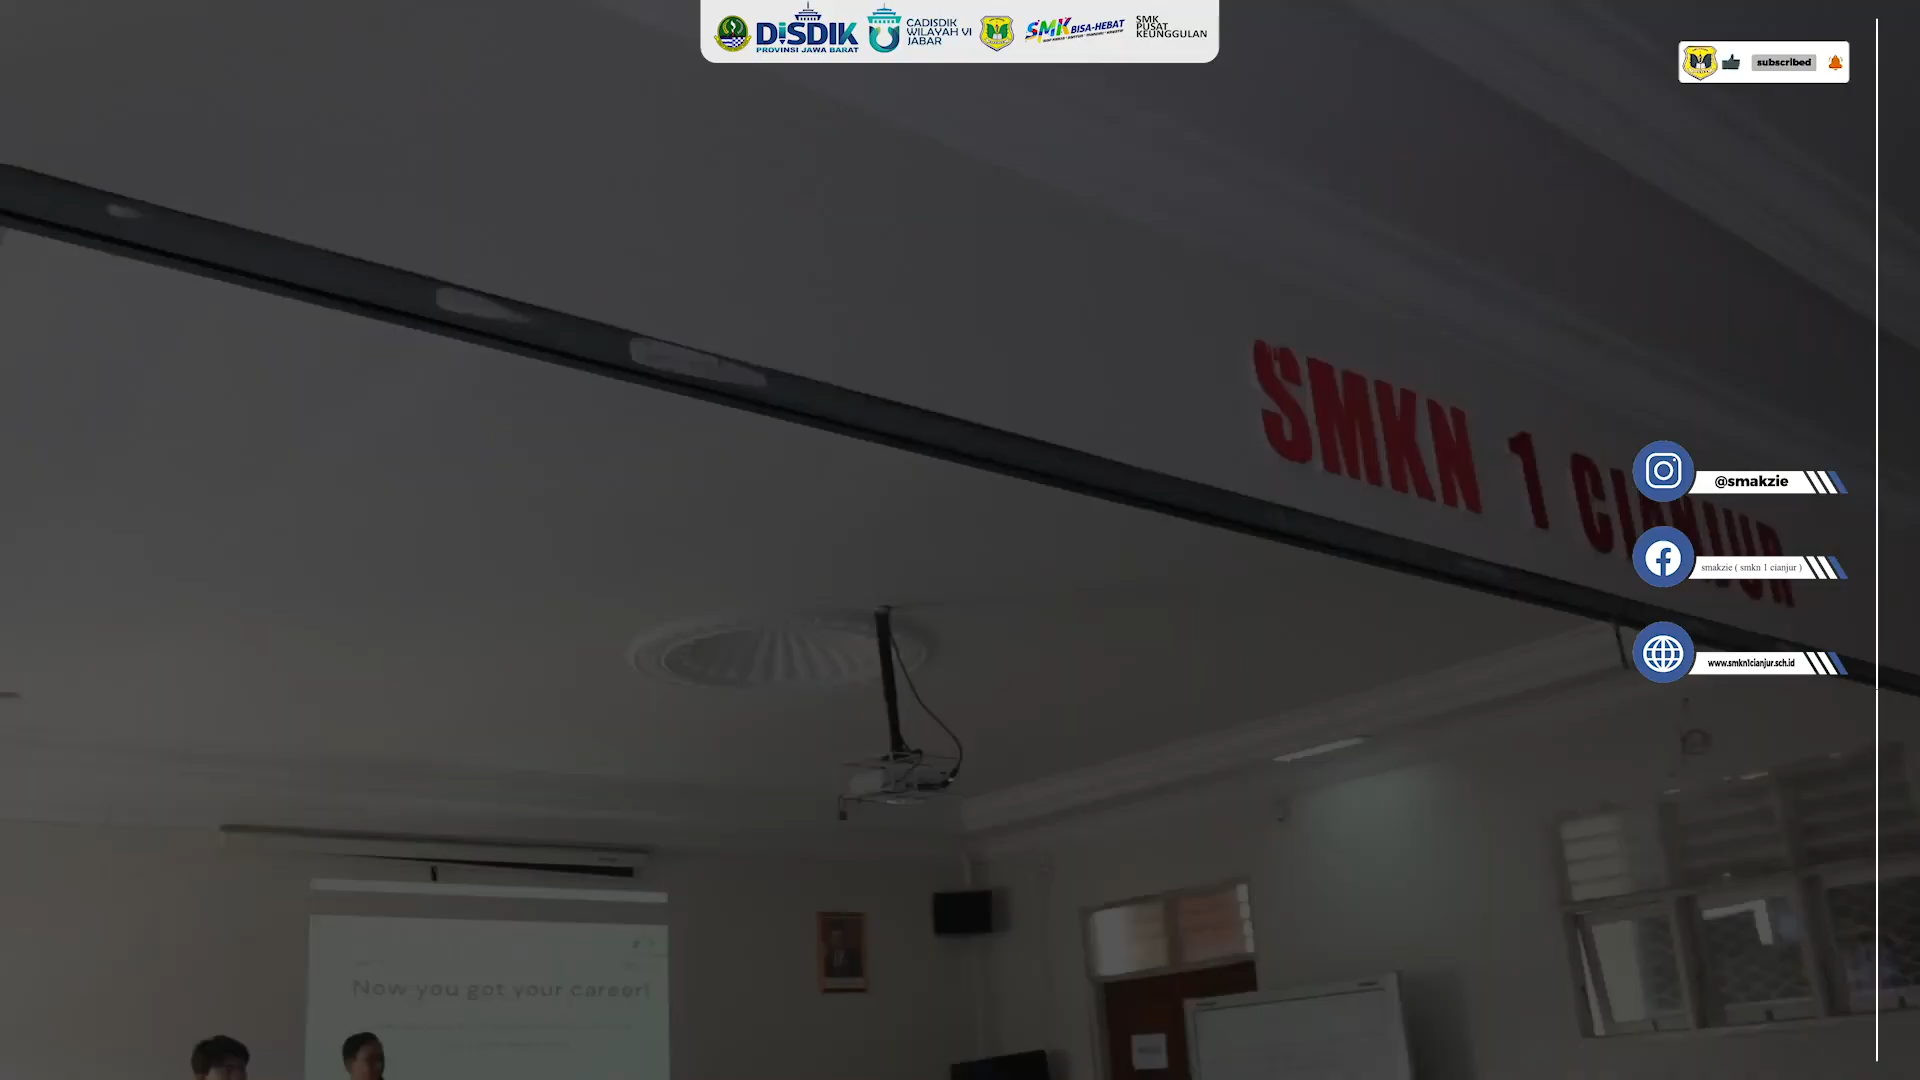 DISDIK
PROVINSI JAWA BARAT
CADISDIK
WILAYAH VI
JABAR
SMK BISA-HEBAT
SMK
PUSAT
KEUNGGULAN
subscribed
SMKN 1 CIANJUR
@smakzie
smakzie ( smkn 1 cianjur )
www.smkn1cianjur.sch.id
Now you got your career!